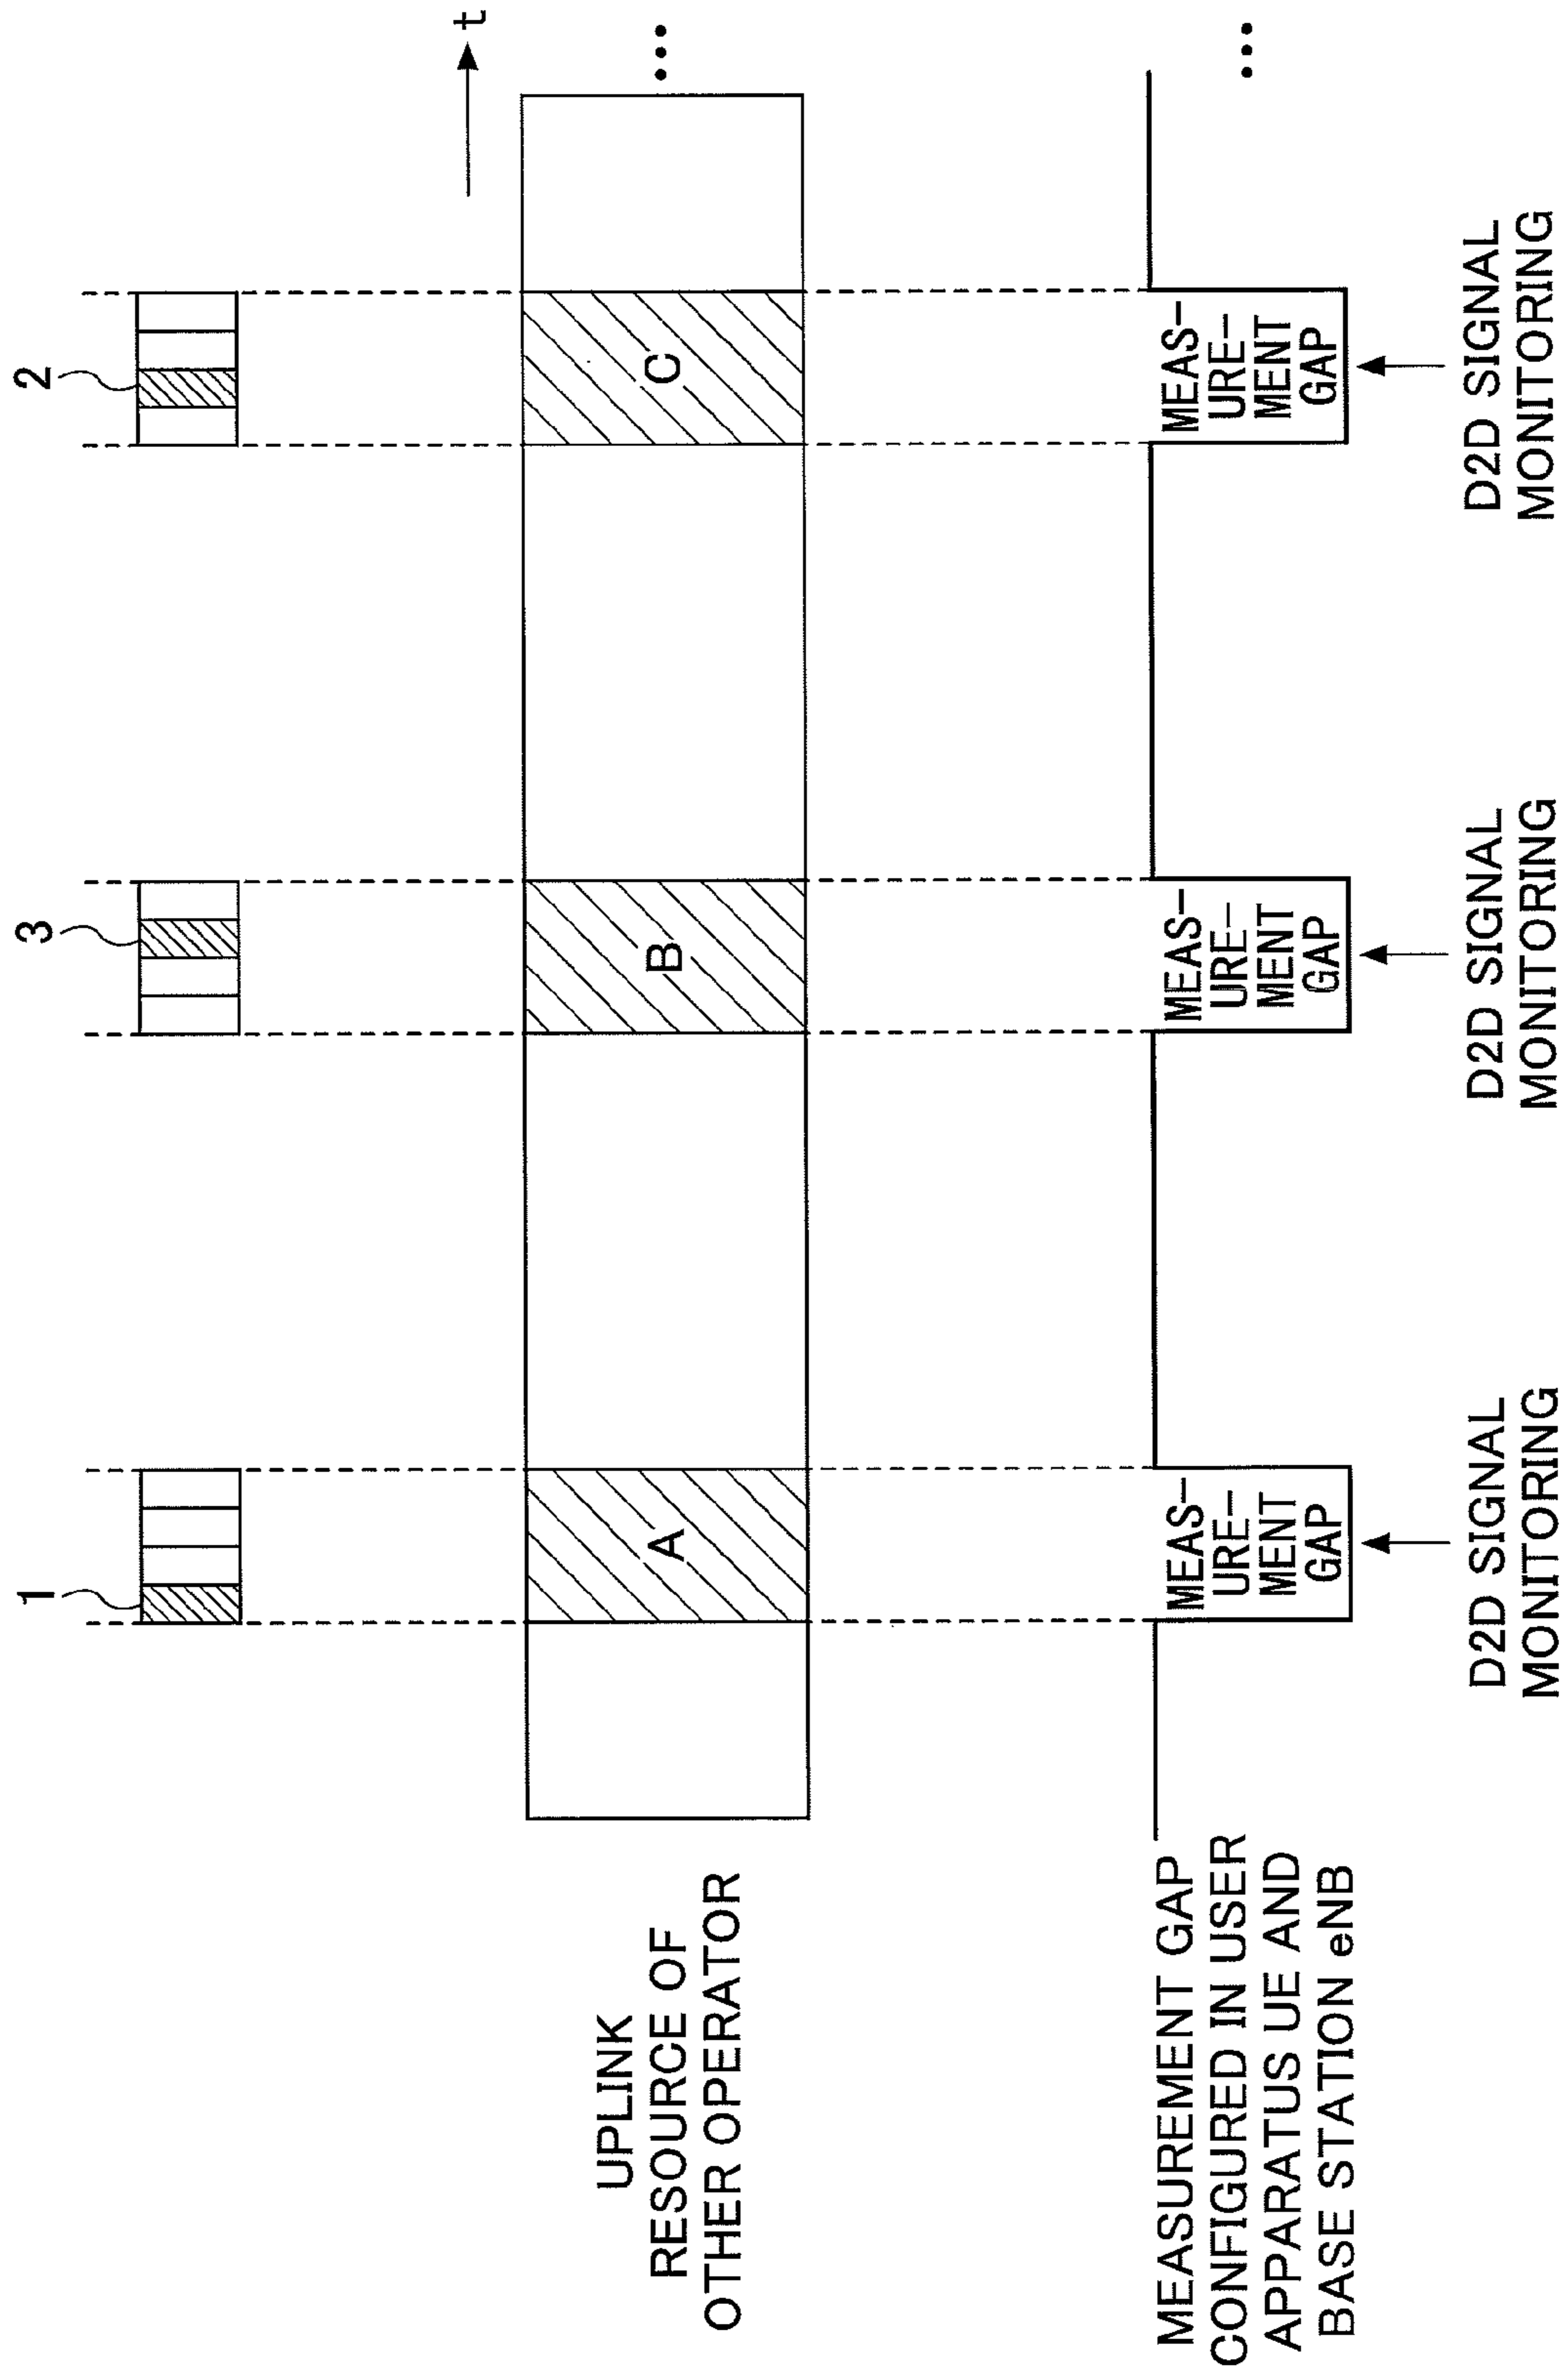 1
3
2
t
UPLINK
RESOURCE OF
OTHER OPERATOR
A
B
C
...
MEASUREMENT GAP
CONFIGURED IN USER
APPARATUS UE AND
BASE STATION eNB
MEAS-
URE-
MENT
GAP
MEAS-
URE-
MENT
GAP
MEAS-
URE-
MENT
GAP
...
D2D SIGNAL
MONITORING
D2D SIGNAL
MONITORING
D2D SIGNAL
MONITORING